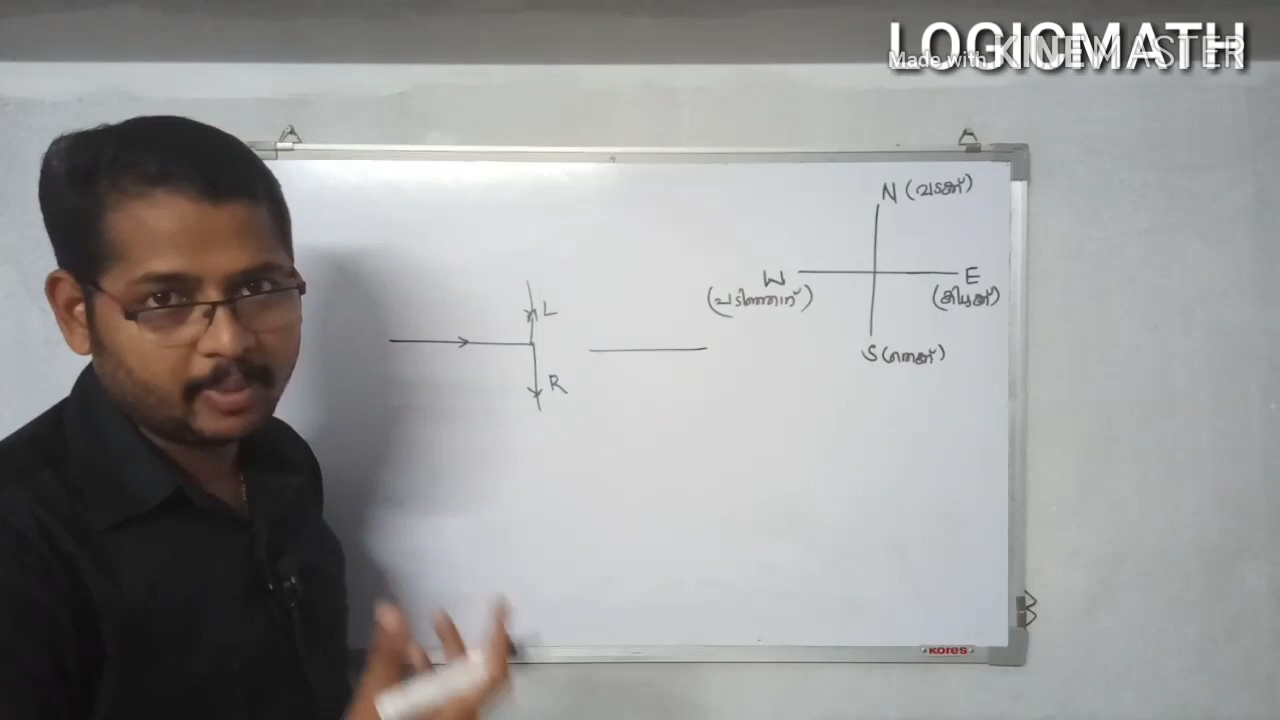 LOGICMATH
Made with KINEMASTER
N (വടക്ക്)
W
E
(പടിഞ്ഞാറ്)
(കിഴക്ക്)
S (തെക്ക്)
L
R
KORES